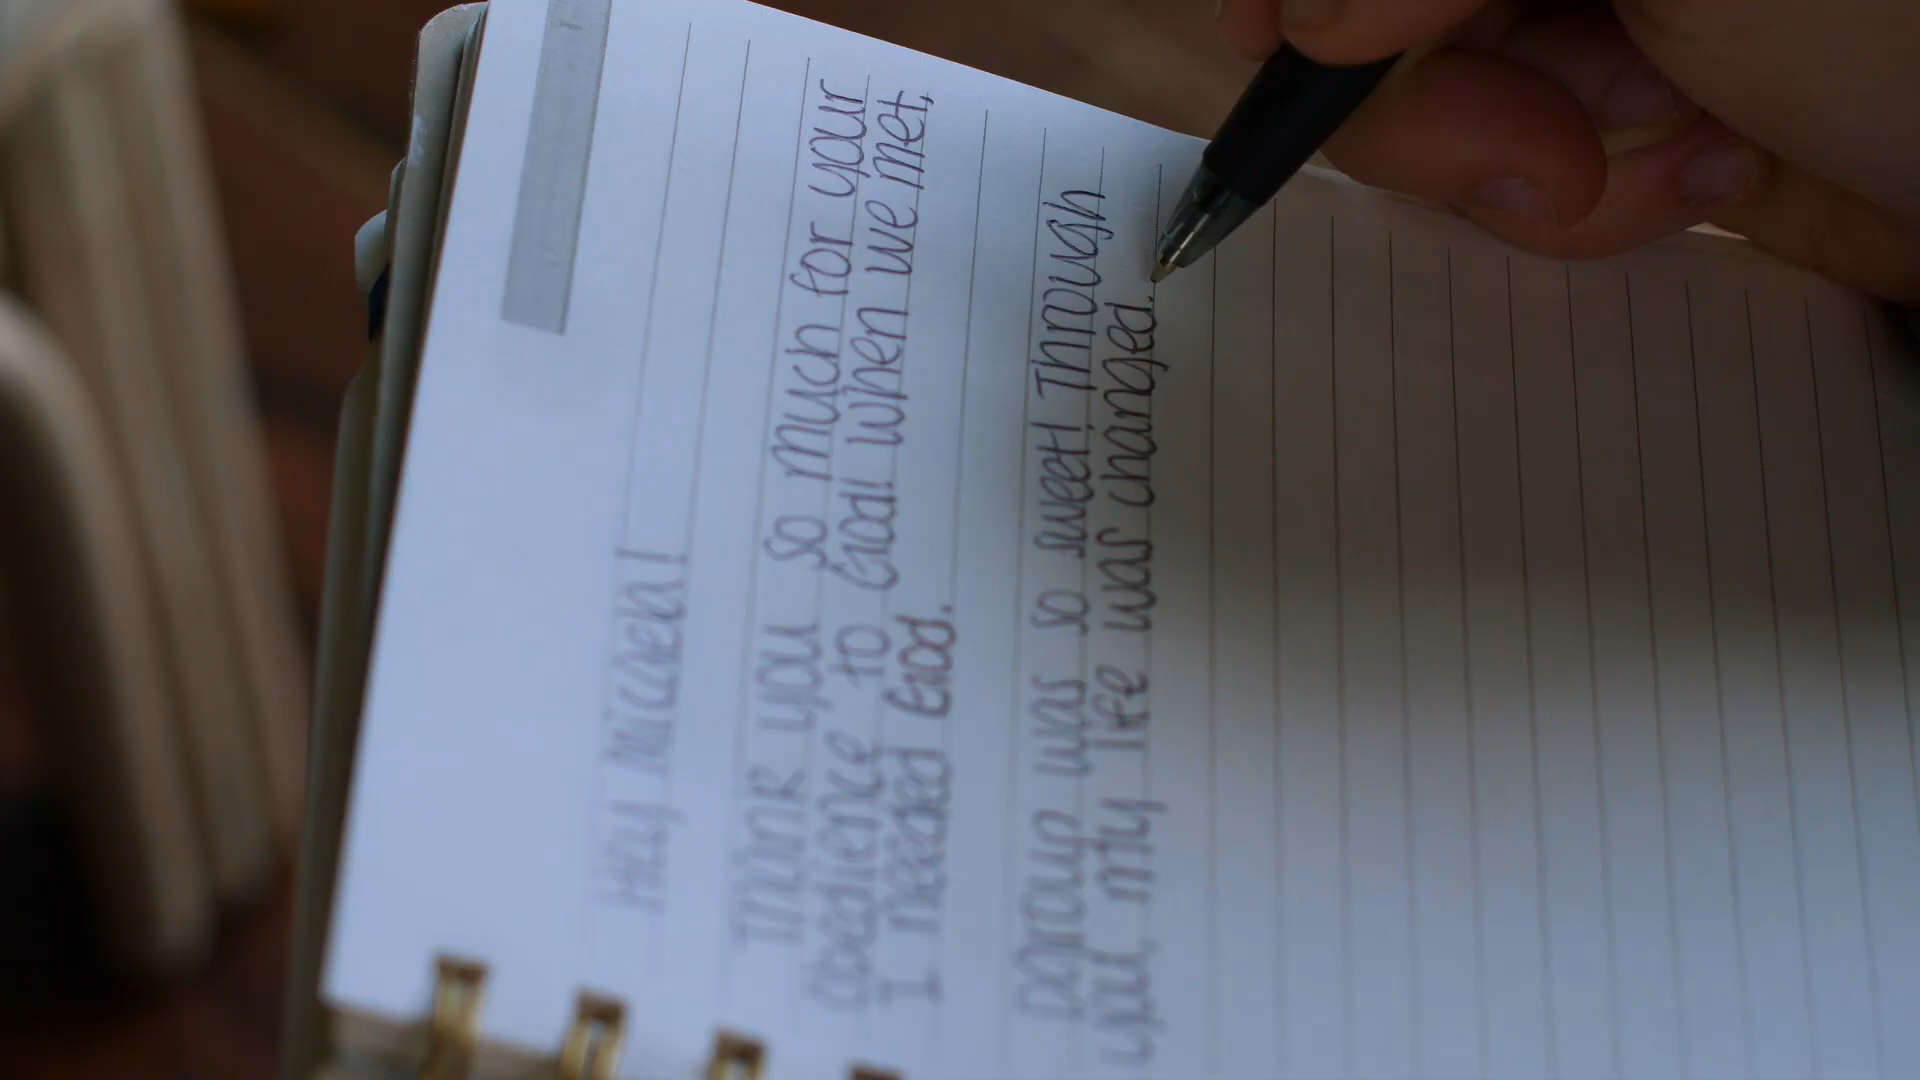 Hey Micaela!
Thank you so much for your
obedience to God! When we met,
I needed God.
Dgroup was so sweet! Through
you, my life was changed.